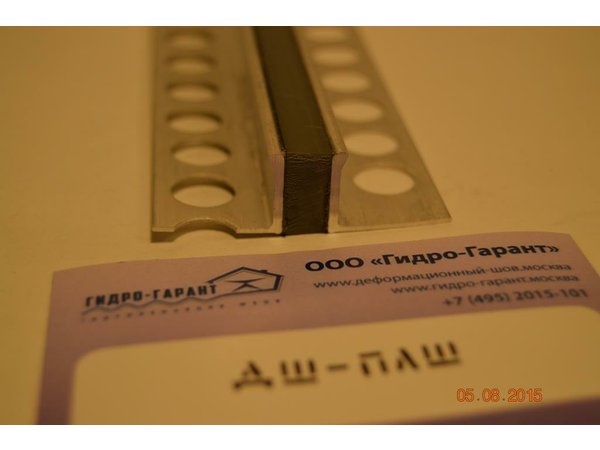 ООО «Гидро-Гарант»
www.деформационный-шов.москва
www.гидро-гарант.москва
+7 (495) 2015-101
ГИДРО-ГАРАНТ
ДШ-ПЛШ
05.08.2015